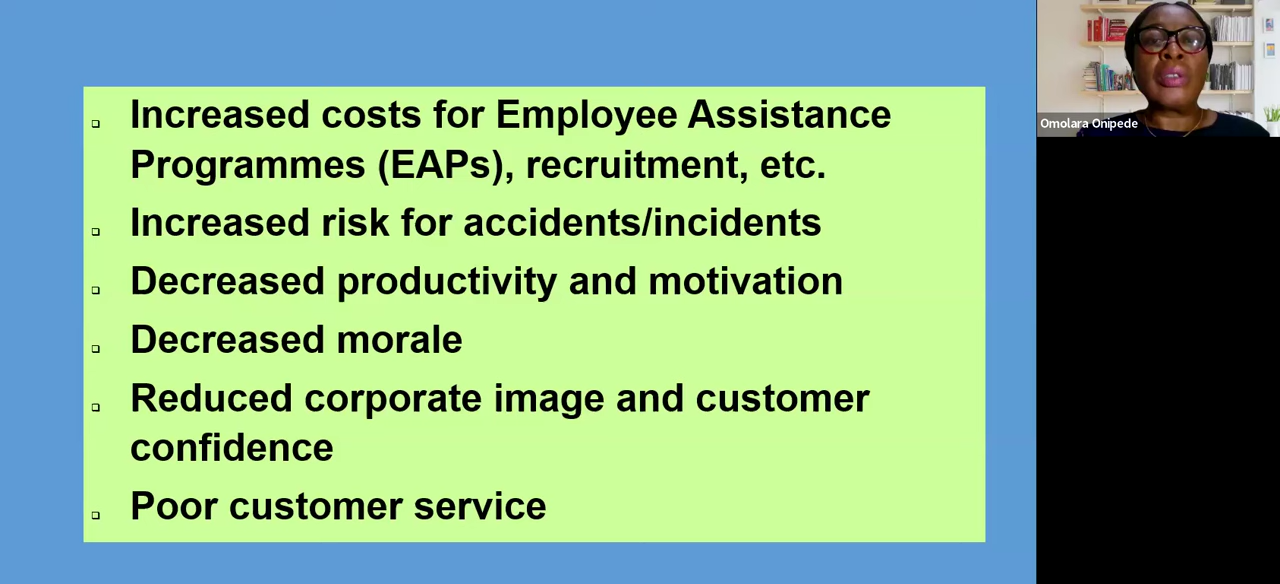 Increased costs for Employee Assistance
Programmes (EAPs), recruitment, etc.
Increased risk for accidents/incidents
Decreased productivity and motivation
Decreased morale
Reduced corporate image and customer
confidence
Poor customer service
Omolara Onipede